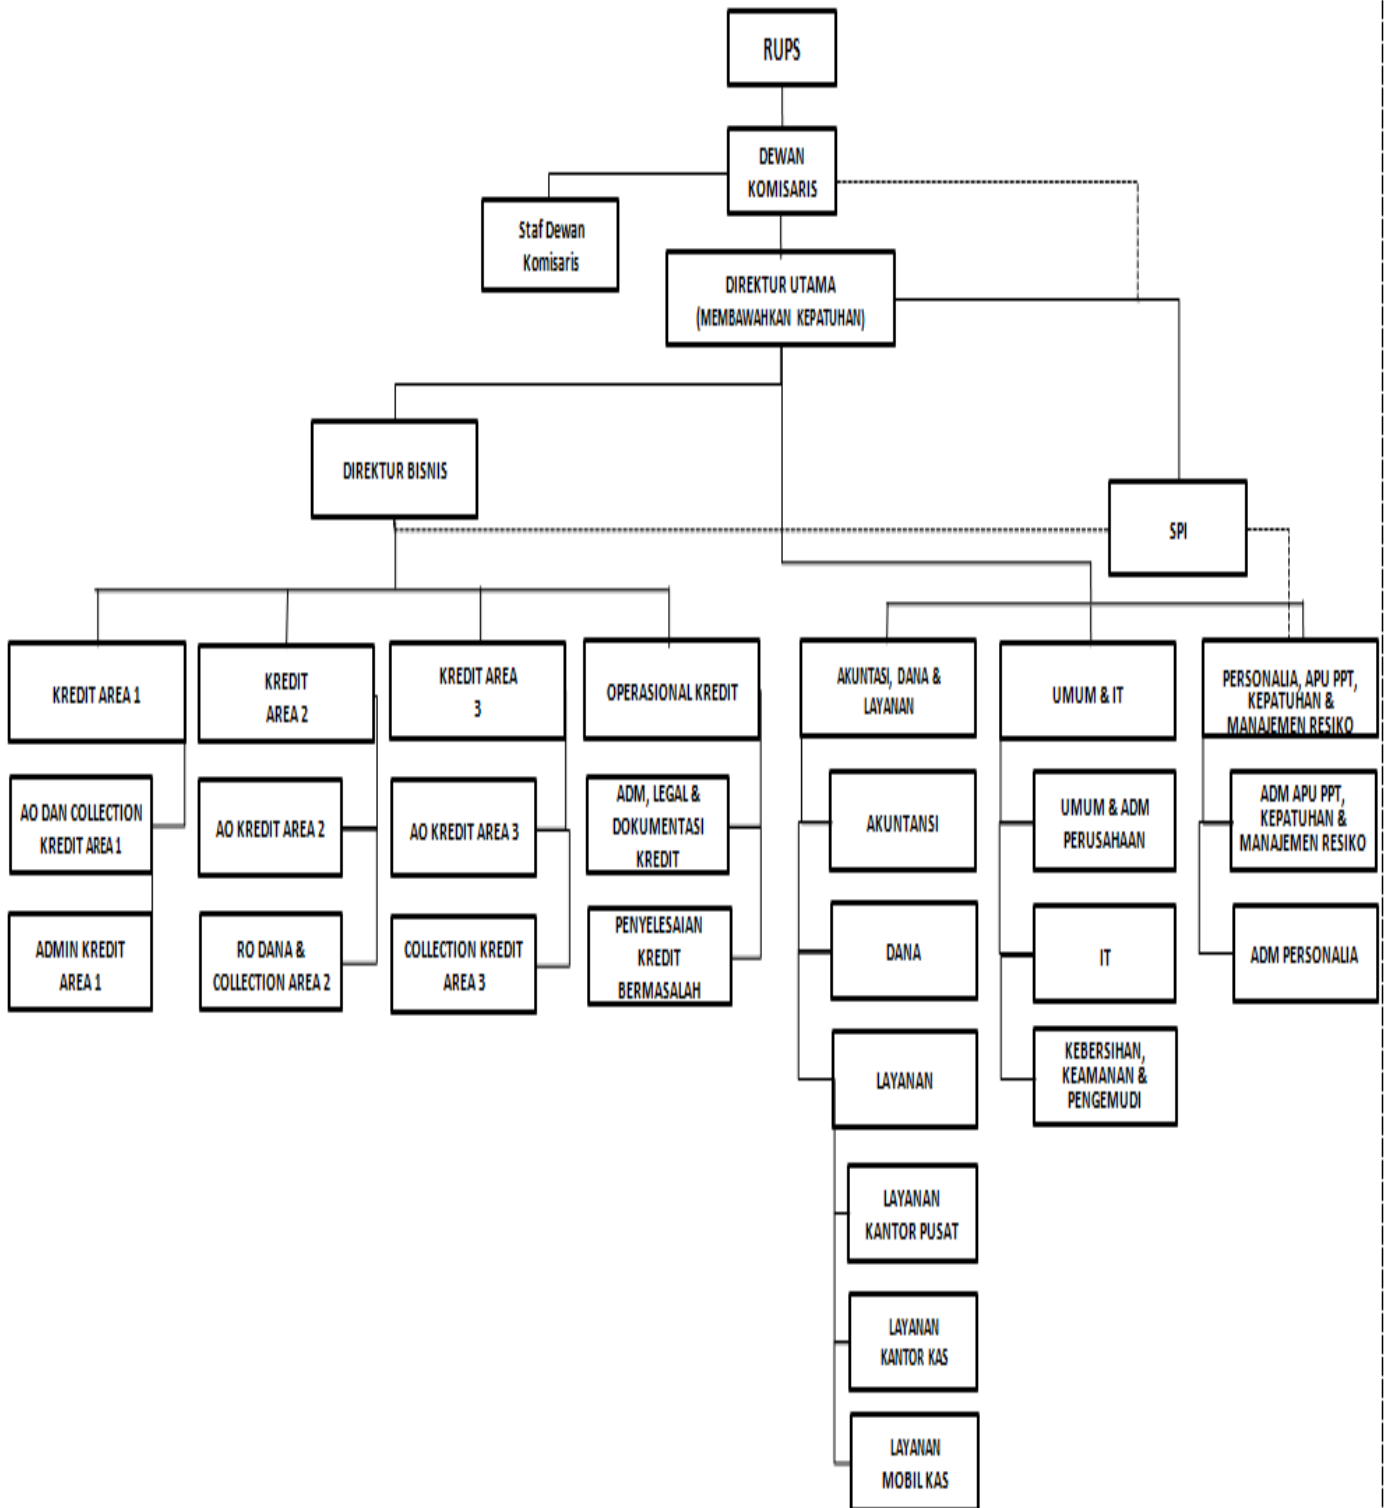 RUPS
DEWAN
KOMISARIS
Staf Dewan
Komisaris
DIREKTUR UTAMA
(MEMBAWAHKAN KEPATUHAN)
DIREKTUR BISNIS
SPI
KREDIT AREA 1
KREDIT
AREA 2
KREDIT AREA
3
OPERASIONAL KREDIT
AKUNTASI, DANA &
LAYANAN
UMUM & IT
PERSONALIA, APU PPT,
KEPATUHAN &
MANAJEMEN RESIKO
AO DAN COLLECTION
KREDIT AREA 1
AO KREDIT AREA 2
AO KREDIT AREA 3
ADM, LEGAL &
DOKUMENTASI
KREDIT
AKUNTANSI
UMUM & ADM
PERUSAHAAN
ADM APU PPT,
KEPATUHAN &
MANAJEMEN RESIKO
ADMIN KREDIT
AREA 1
RO DANA &
COLLECTION AREA 2
COLLECTION KREDIT
AREA 3
PENYELESAIAN
KREDIT
BERMASALAH
DANA
IT
ADM PERSONALIA
LAYANAN
KEBERSIHAN,
KEAMANAN &
PENGEMUDI
LAYANAN
KANTOR PUSAT
LAYANAN
KANTOR KAS
LAYANAN
MOBIL KAS